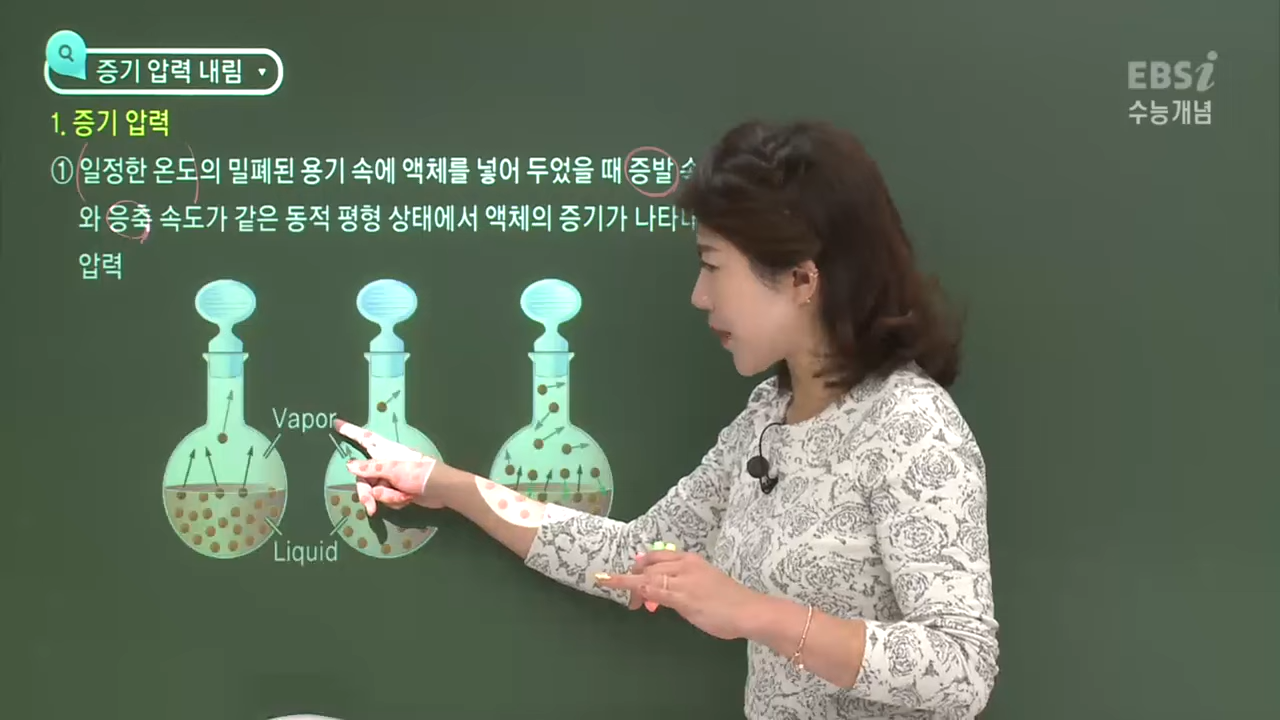 증기 압력 내림
EBSi
수능개념
1. 증기 압력
① 일정한 온도의 밀폐된 용기 속에 액체를 넣어 두었을 때 증발
와 응축 속도가 같은 동적 평형 상태에서 액체의 증기가
압력
Vapor
Liquid